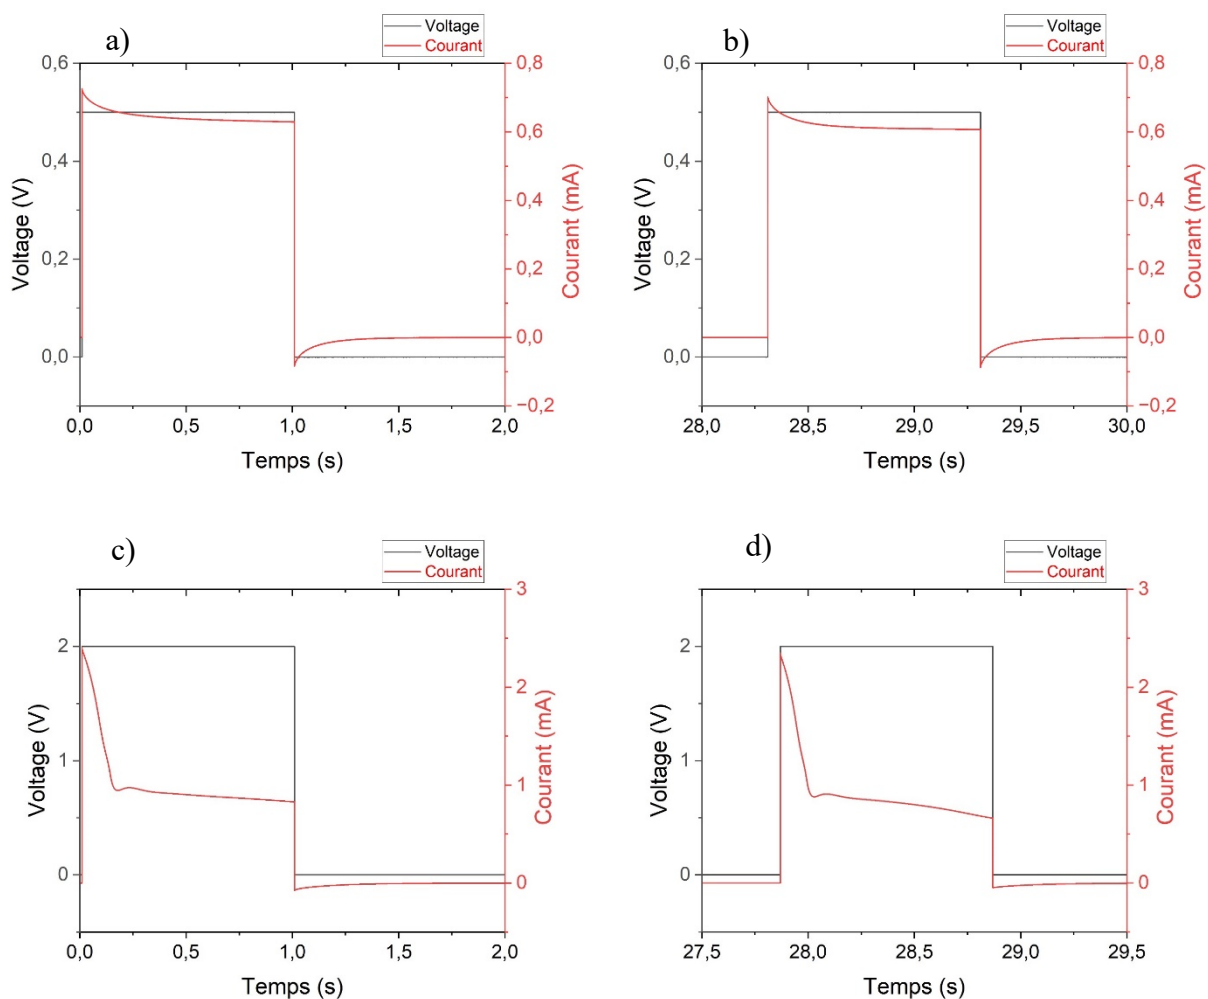 a)
Voltage
Courant
0,6
0,4
0,2
0,0
Voltage (V)
0,8
0,6
0,4
0,2
0,0
−0,2
Courant (mA)
0,0 0,5 1,0 1,5 2,0
Temps (s)
b)
Voltage
Courant
0,6
0,4
0,2
0,0
Voltage (V)
0,8
0,6
0,4
0,2
0,0
−0,2
Courant (mA)
28,0 28,5 29,0 29,5 30,0
Temps (s)
c)
Voltage
Courant
2
1
0
Voltage (V)
3
2
1
0
Courant (mA)
0,0 0,5 1,0 1,5 2,0
Temps (s)
d)
Voltage
Courant
2
1
0
Voltage (V)
3
2
1
0
Courant (mA)
27,5 28,0 28,5 29,0 29,5
Temps (s)